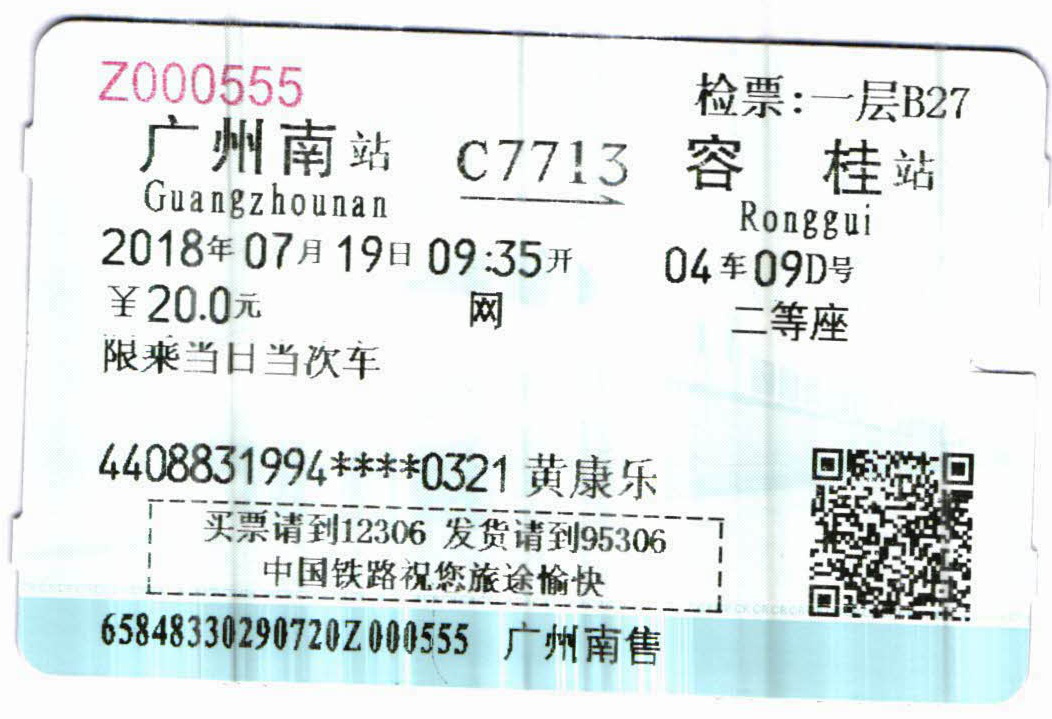 Z000555 检票:一层B27
广州南站 C7713 容桂站
Guangzhounan Ronggui
2018年07月19日 09:35开 04车09D号
¥20.0元 网 二等座
限乘当日当次车
4408831994****0321 黄康乐
买票请到12306 发货请到95306
中国铁路祝您旅途愉快
65848330290720Z000555 广州南售